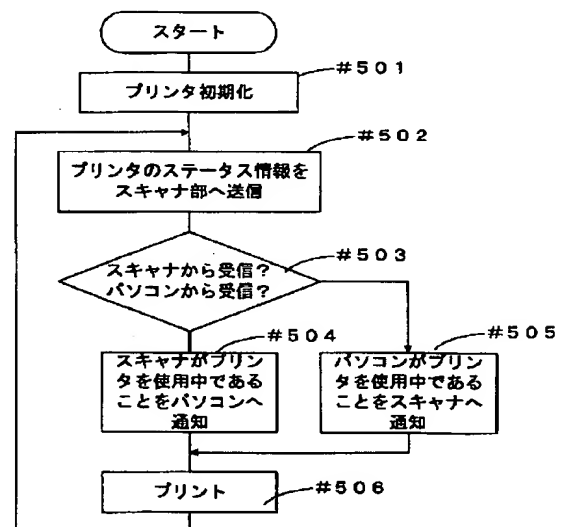 スタート
#501
プリンタ初期化
#502
プリンタのステータス情報を
スキャナ部へ送信
#503
スキャナから受信?
パソコンから受信?
#504
スキャナがプリン
タを使用中である
ことをパソコンへ
通知
#505
パソコンがプリン
タを使用中である
ことをスキャナへ
通知
プリント
#506